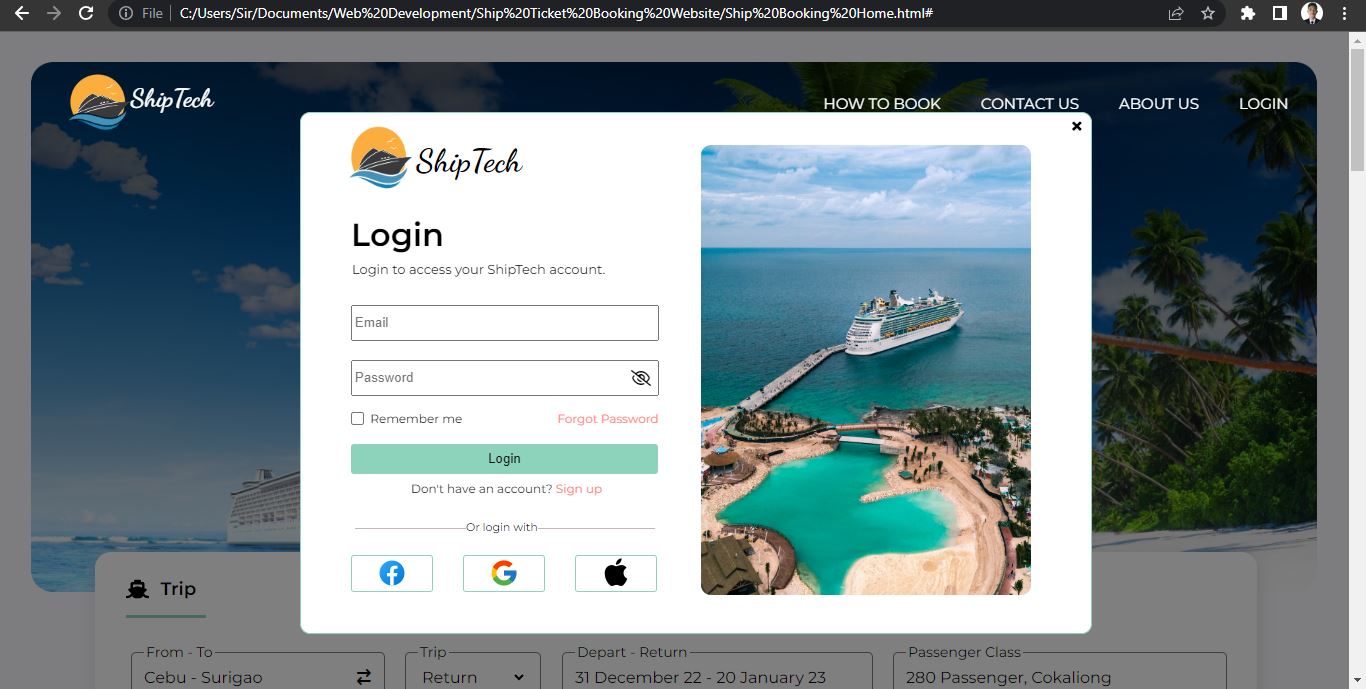 File | C:/Users/Sir/Documents/Web%20Development/Ship%20Ticket%20Booking%20Website/Ship%20Booking%20Home.html#
ShipTech
HOW TO BOOK CONTACT US ABOUT US LOGIN
ShipTech
Login
Login to access your ShipTech account.
Email
Password
Remember me Forgot Password
Login
Don't have an account? Sign up
Or login with
Trip
From - To Trip Depart - Return Passenger Class
Cebu - Surigao Return 31 December 22 - 20 January 23 280 Passenger, Cokaliong